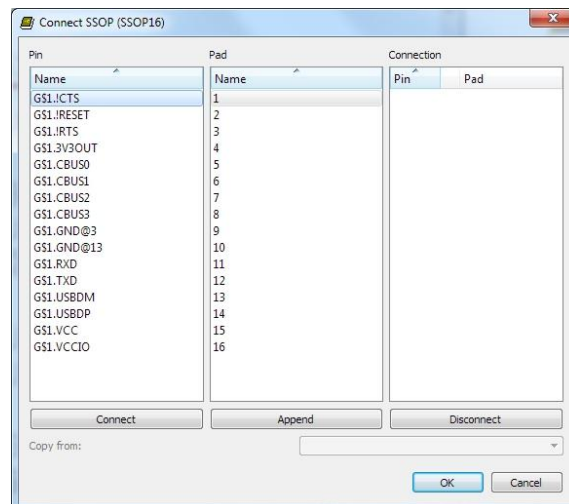 Connect SSOP (SSOP16)
Pin Pad Connection
Name Name Pin Pad
G$1.!CTS 1
G$1.!RESET 2
G$1.!RTS 3
G$1.3V3OUT 4
G$1.CBUS0 5
G$1.CBUS1 6
G$1.CBUS2 7
G$1.CBUS3 8
G$1.GND@3 9
G$1.GND@13 10
G$1.RXD 11
G$1.TXD 12
G$1.USBDM 13
G$1.USBDP 14
G$1.VCC 15
G$1.VCCIO 16
Connect Append Disconnect
Copy from:
OK Cancel